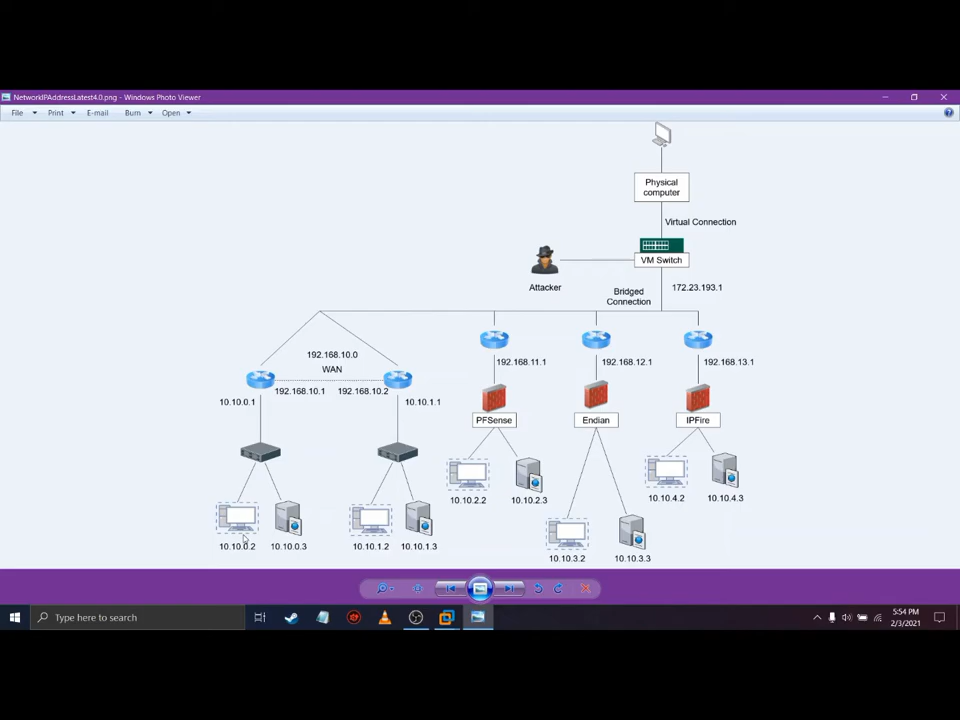 NetworkIPAddressLatest4.0.png - Windows Photo Viewer
File Print E-mail Burn Open
Physical
computer
Virtual Connection
VM Switch
Attacker
Bridged
Connection
172.23.193.1
192.168.10.0
WAN
192.168.11.1
192.168.12.1
192.168.13.1
192.168.10.1
192.168.10.2
10.10.0.1
10.10.1.1
PFSense
Endian
IPFire
10.10.2.2
10.10.2.3
10.10.4.2
10.10.4.3
10.10.0.2
10.10.0.3
10.10.1.2
10.10.1.3
10.10.3.2
10.10.3.3
Type here to search
5:54 PM
2/3/2021